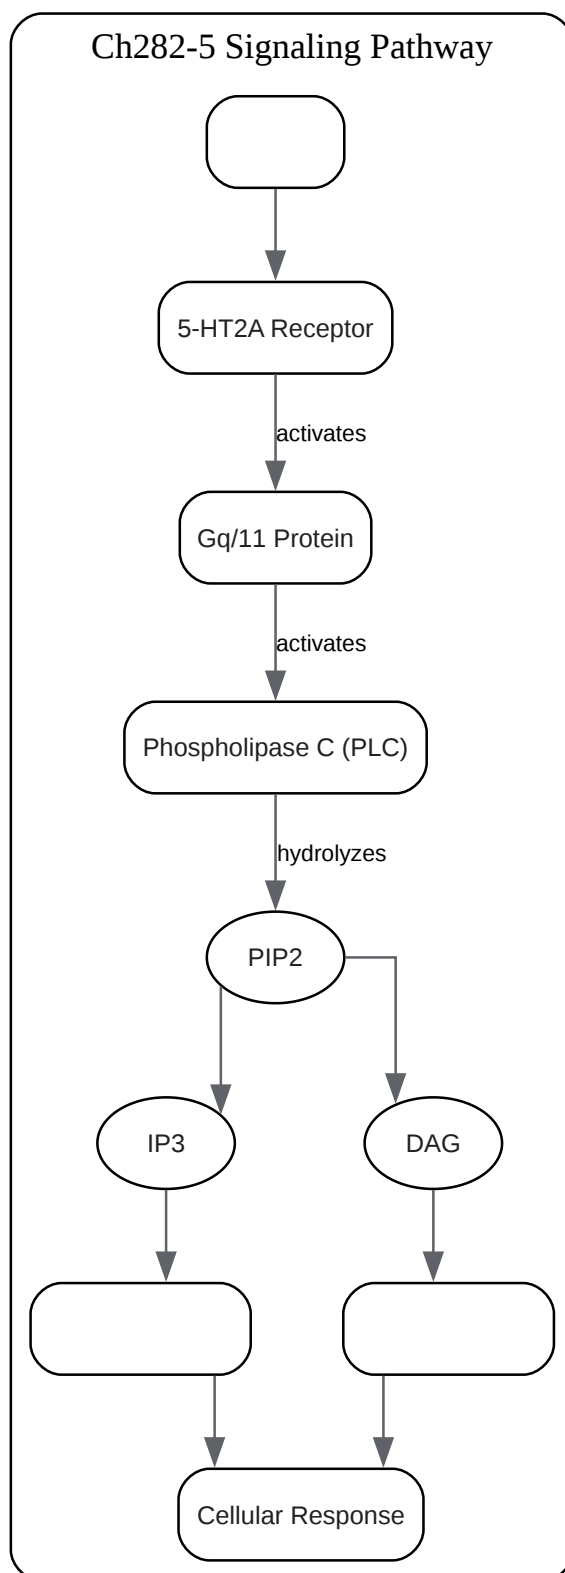 Ch282-5 Signaling Pathway
5-HT2A Receptor
activates
Gq/11 Protein
activates
Phospholipase C (PLC)
hydrolyzes
PIP2
IP3
DAG
Cellular Response